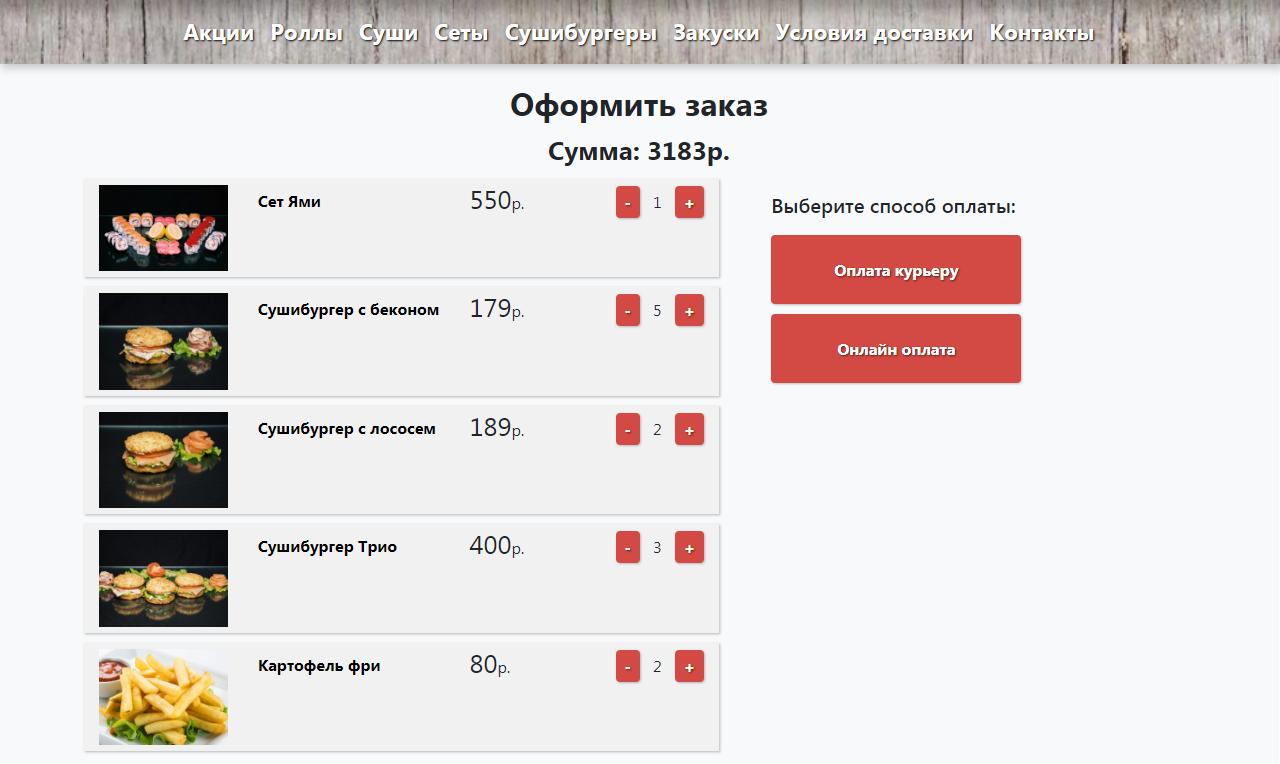 Акции Роллы Суши Сеты Сушибургеры Закуски Условия доставки Контакты
Оформить заказ
Сумма: 3183р.
Сет Ями 550р. - 1 +
Сушибургер с беконом 179р. - 5 +
Сушибургер с лососем 189р. - 2 +
Сушибургер Трио 400р. - 3 +
Картофель фри 80р. - 2 +
Выберите способ оплаты:
Оплата курьеру
Онлайн оплата